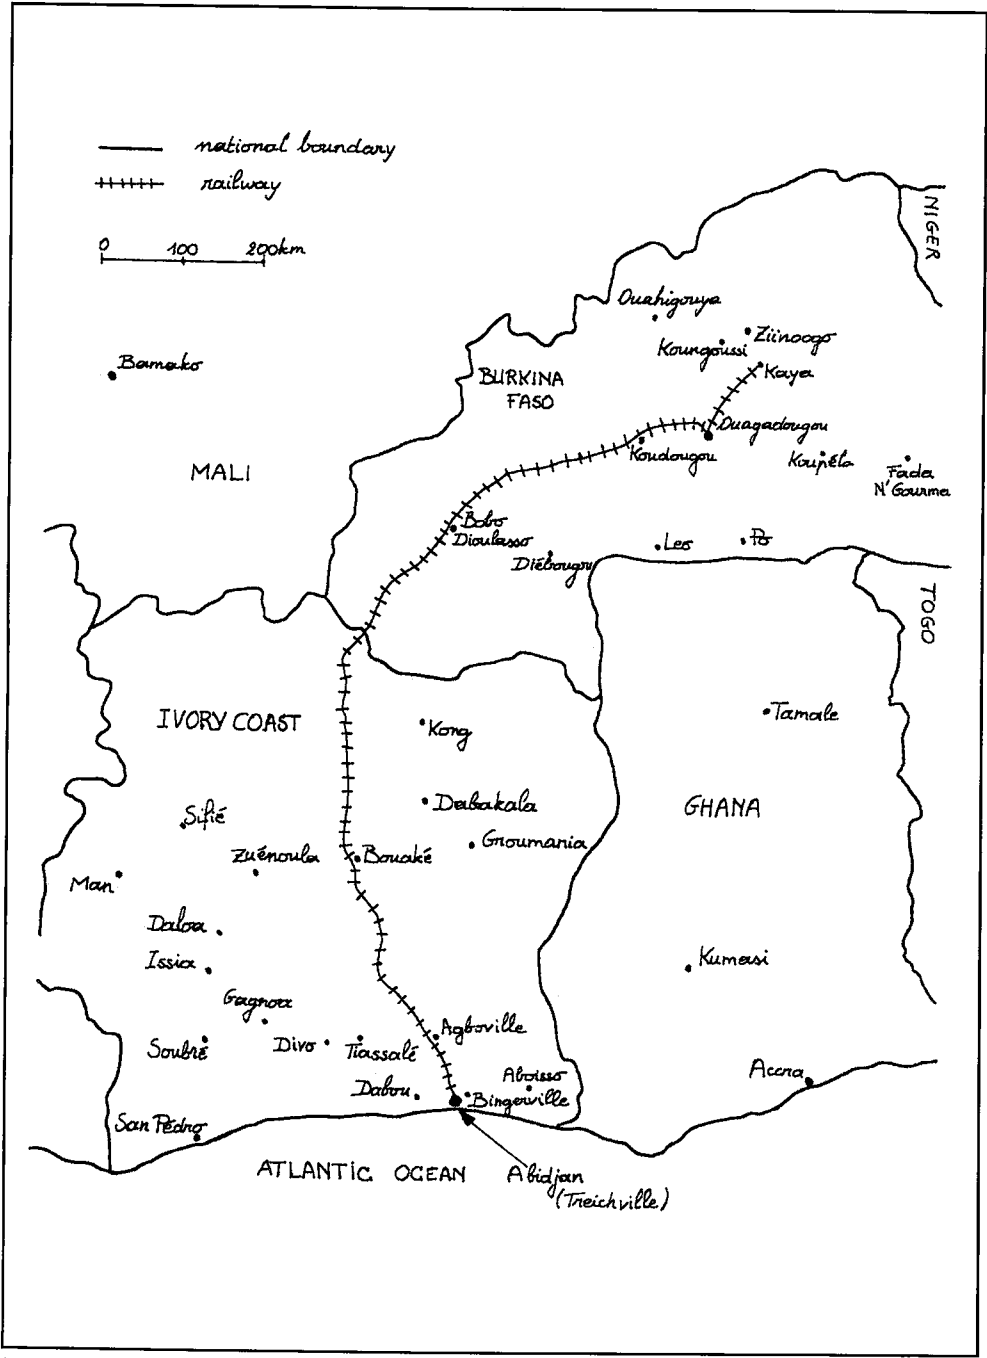 national boundary
railway
0 100 200km
NIGER
Ouahigouya
Ziinoogo
Koungoussi
Kaya
Bamako
BURKINA
FASO
Ouagadougou
Koudougou
Koupéla
Fada
N'Gourma
MALI
Bobo
Dioulasso
Leo
Po
Diébougou
TOGO
IVORY COAST
Kong
Tamale
Dabakala
GHANA
Sifié
Groumania
Zuénoula
Bouaké
Man
Daloa
Issia
Kumasi
Gagnoa
Agboville
Soubré
Divo
Tiassalé
Accra
Aboisso
Dabou
Bingerville
San Pédro
ATLANTIC OCEAN
Abidjan
(Treichville)